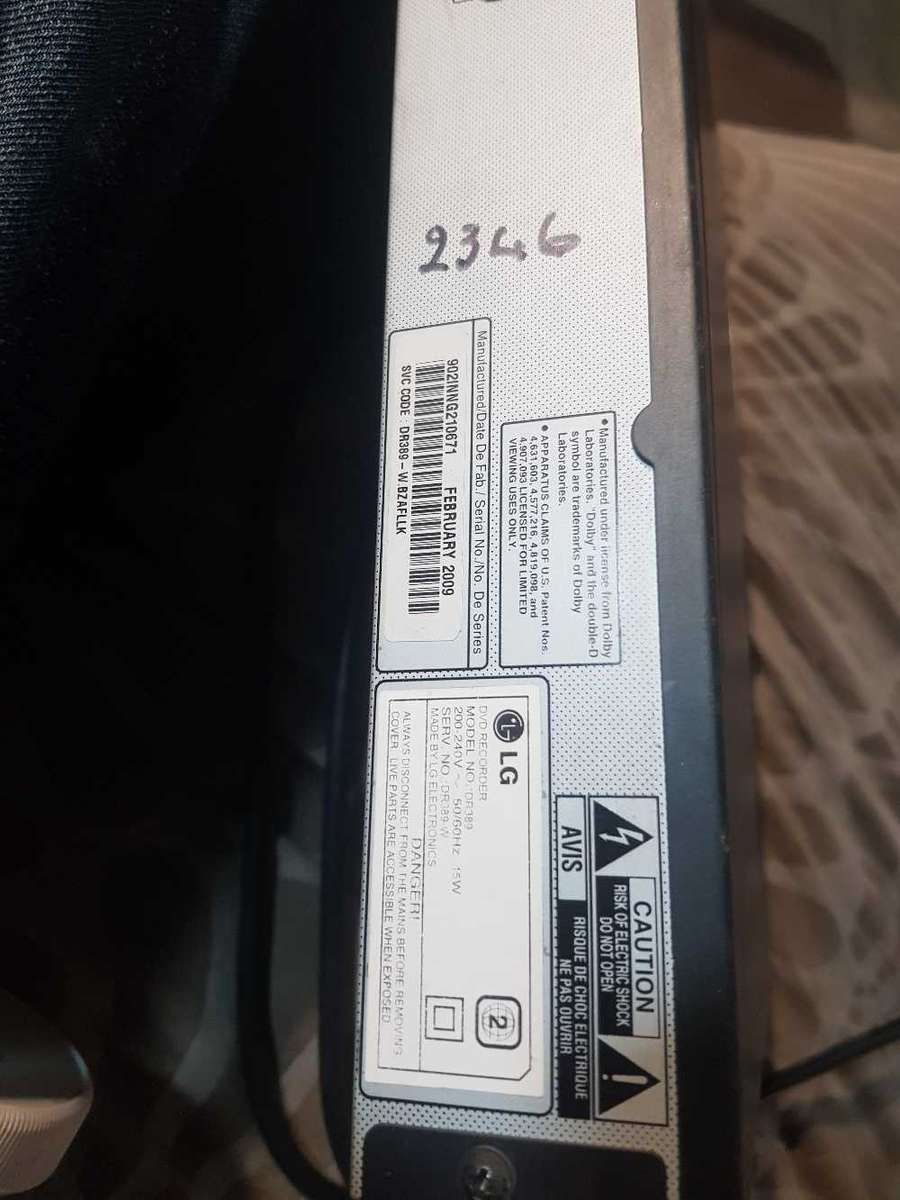 2346
Manufactured/Date De Fab./ Serial No./No. De Series
902INNG210671 FEBRUARY 2009
SVC CODE DR389-W.BZAFLLK
• Manufactured under license from Dolby
Laboratories. "Dolby" and the double-D
symbol are trademarks of Dolby
Laboratories.
• APPARATUS CLAIMS OF U.S. Patent Nos.
4,631,603, 4,577,216, 4,819,098, and
4,907,093 LICENSED FOR LIMITED
VIEWING USES ONLY.
LG
DVD RECORDER
MODEL NO. : DR389
200-240V ~ 50/60Hz 15W
SERV. NO. : DR389-W
MADE BY LG ELECTRONICS
2
DANGER!
ALWAYS DISCONNECT FROM THE MAINS BEFORE REMOVING
COVER. LIVE PARTS ARE ACCESSIBLE WHEN EXPOSED
CAUTION
RISK OF ELECTRIC SHOCK
DO NOT OPEN
AVIS
RISQUE DE CHOC ELECTRIQUE
NE PAS OUVRIR